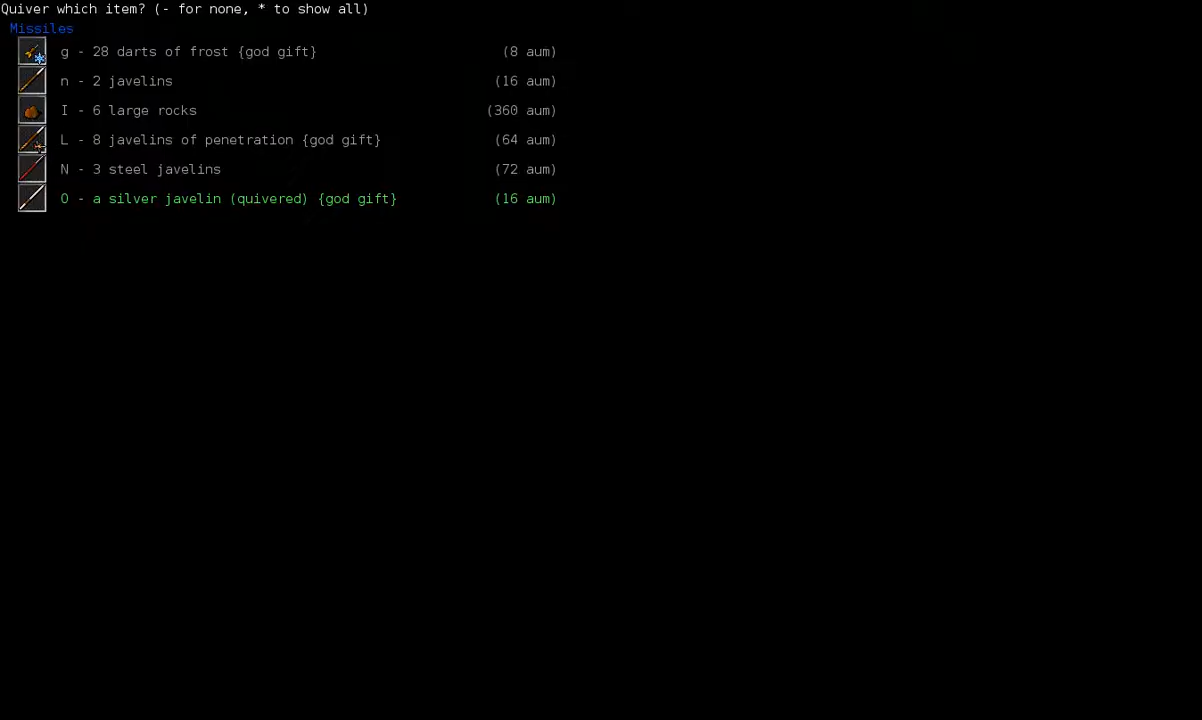 Quiver which item? (- for none, * to show all)
Missiles
g - 28 darts of frost {god gift} (8 aum)
n - 2 javelins (16 aum)
I - 6 large rocks (360 aum)
L - 8 javelins of penetration {god gift} (64 aum)
N - 3 steel javelins (72 aum)
O - a silver javelin (quivered) {god gift} (16 aum)